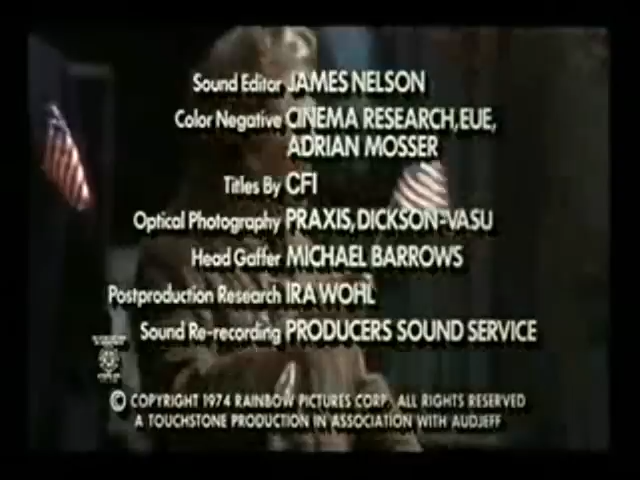 Sound Editor JAMES NELSON
Color Negative CINEMA RESEARCH, EUE,
ADRIAN MOSSER
Titles By CFI
Optical Photography PRAXIS, DICKSON-VASU
Head Gaffer MICHAEL BARROWS
Postproduction Research IRA WOHL
Sound Re-recording PRODUCERS SOUND SERVICE
© COPYRIGHT 1974 RAINBOW PICTURES CORP. ALL RIGHTS RESERVED
A TOUCHSTONE PRODUCTION IN ASSOCIATION WITH AUDJEFF